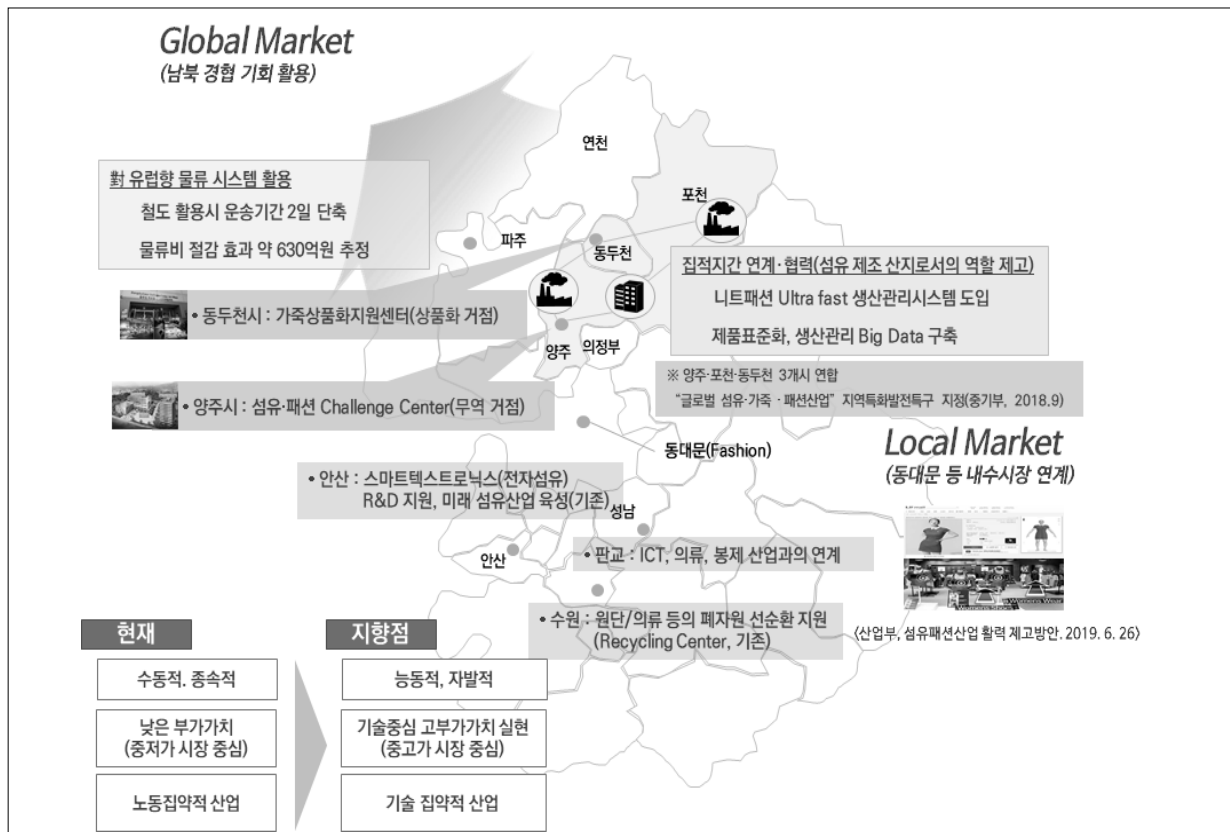 Global Market
(남북 경협 기회 활용)
연천
對 유럽향 물류 시스템 활용
철도 활용시 운송기간 2일 단축
물류비 절감 효과 약 630억원 추정
포천
파주
동두천
집적지간 연계·협력(섬유 제조 산지로서의 역할 제고)
니트패션 Ultra fast 생산관리시스템 도입
제품표준화, 생산관리 Big Data 구축
• 동두천시 : 가죽상품화지원센터(상품화 거점)
양주
의정부
※ 양주·포천·동두천 3개시 연합
"글로벌 섬유·가죽·패션산업" 지역특화발전특구 지정(중기부, 2018.9)
• 양주시 : 섬유·패션 Challenge Center(무역 거점)
동대문(Fashion)
Local Market
(동대문 등 내수시장 연계)
• 안산 : 스마트텍스트로닉스(전자섬유)
R&D 지원, 미래 섬유산업 육성(기존)
성남
안산
• 판교 : ICT, 의류, 봉제 산업과의 연계
Womens Wear
Womens Shoes
• 수원 : 원단/의류 등의 폐자원 선순환 지원
(Recycling Center, 기존)
<산업부, 섬유패션산업 활력 제고방안. 2019. 6. 26>
현재
지향점
수동적. 종속적
능동적, 자발적
낮은 부가가치
(중저가 시장 중심)
기술중심 고부가가치 실현
(중고가 시장 중심)
노동집약적 산업
기술 집약적 산업